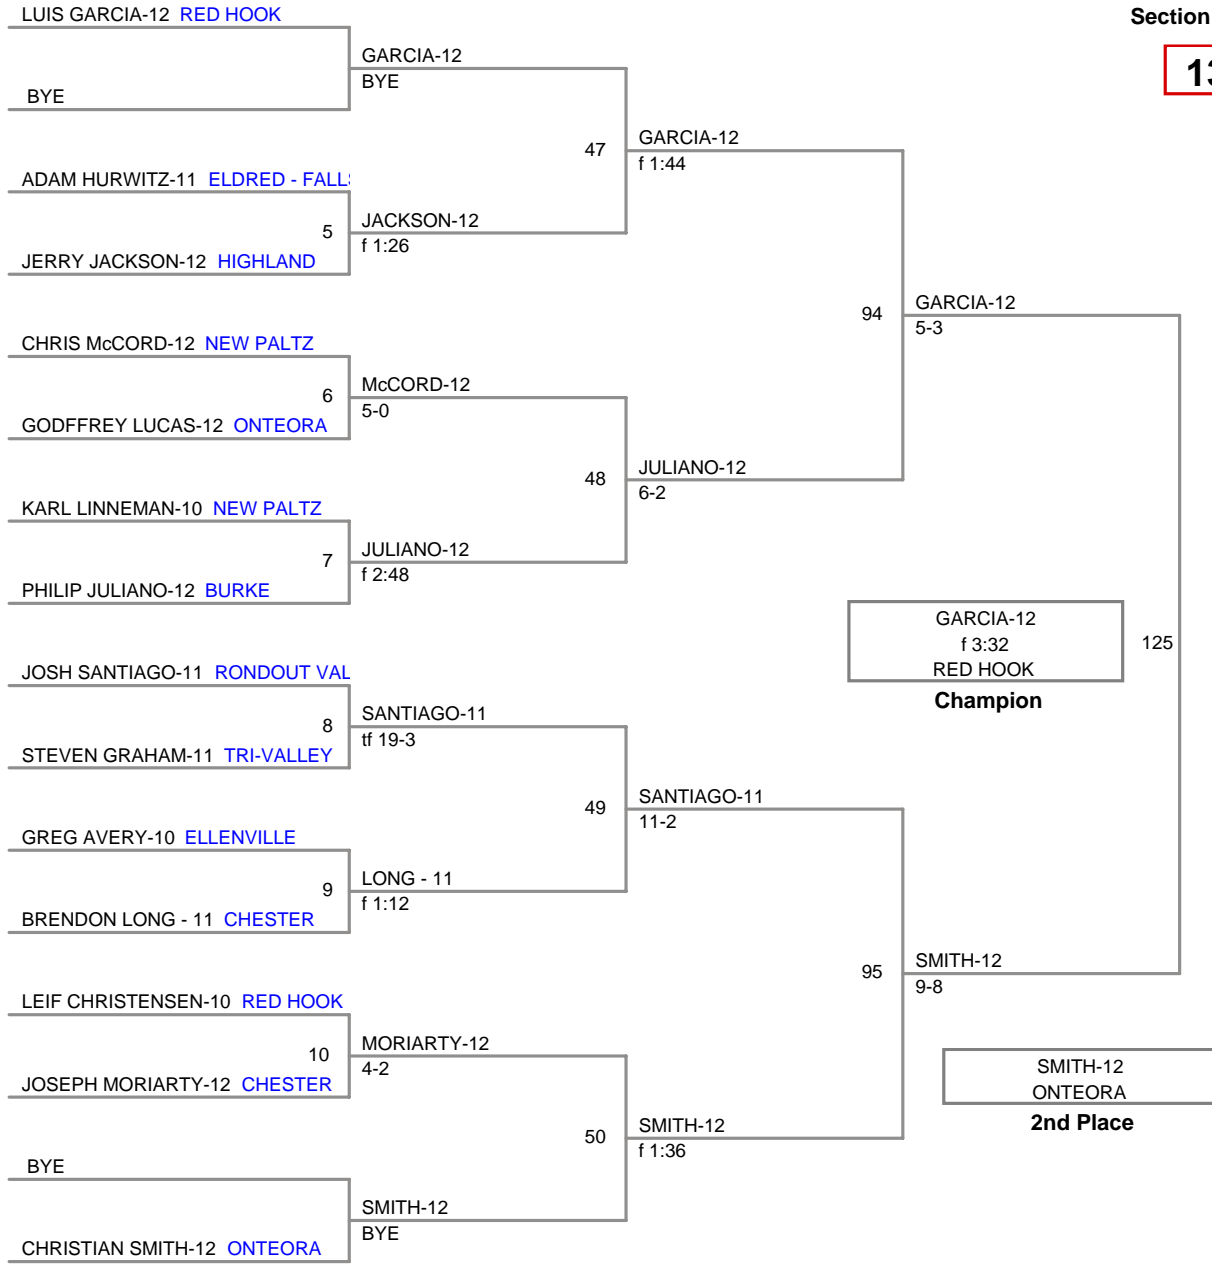 LUIS GARCIA-12 RED HOOK
Section
13
GARCIA-12
BYE
BYE
47
GARCIA-12
f 1:44
ADAM HURWITZ-11 ELDRED - FALLS
5
JACKSON-12
f 1:26
JERRY JACKSON-12 HIGHLAND
94
GARCIA-12
5-3
CHRIS McCORD-12 NEW PALTZ
6
McCORD-12
5-0
GODFFREY LUCAS-12 ONTEORA
48
JULIANO-12
6-2
KARL LINNEMAN-10 NEW PALTZ
7
JULIANO-12
f 2:48
PHILIP JULIANO-12 BURKE
GARCIA-12
f 3:32
RED HOOK
Champion
125
JOSH SANTIAGO-11 RONDOUT VAL
8
SANTIAGO-11
tf 19-3
STEVEN GRAHAM-11 TRI-VALLEY
49
SANTIAGO-11
11-2
GREG AVERY-10 ELLENVILLE
9
LONG - 11
f 1:12
BRENDON LONG - 11 CHESTER
95
SMITH-12
9-8
LEIF CHRISTENSEN-10 RED HOOK
10
MORIARTY-12
4-2
JOSEPH MORIARTY-12 CHESTER
SMITH-12
ONTEORA
2nd Place
50
SMITH-12
f 1:36
BYE
SMITH-12
BYE
CHRISTIAN SMITH-12 ONTEORA